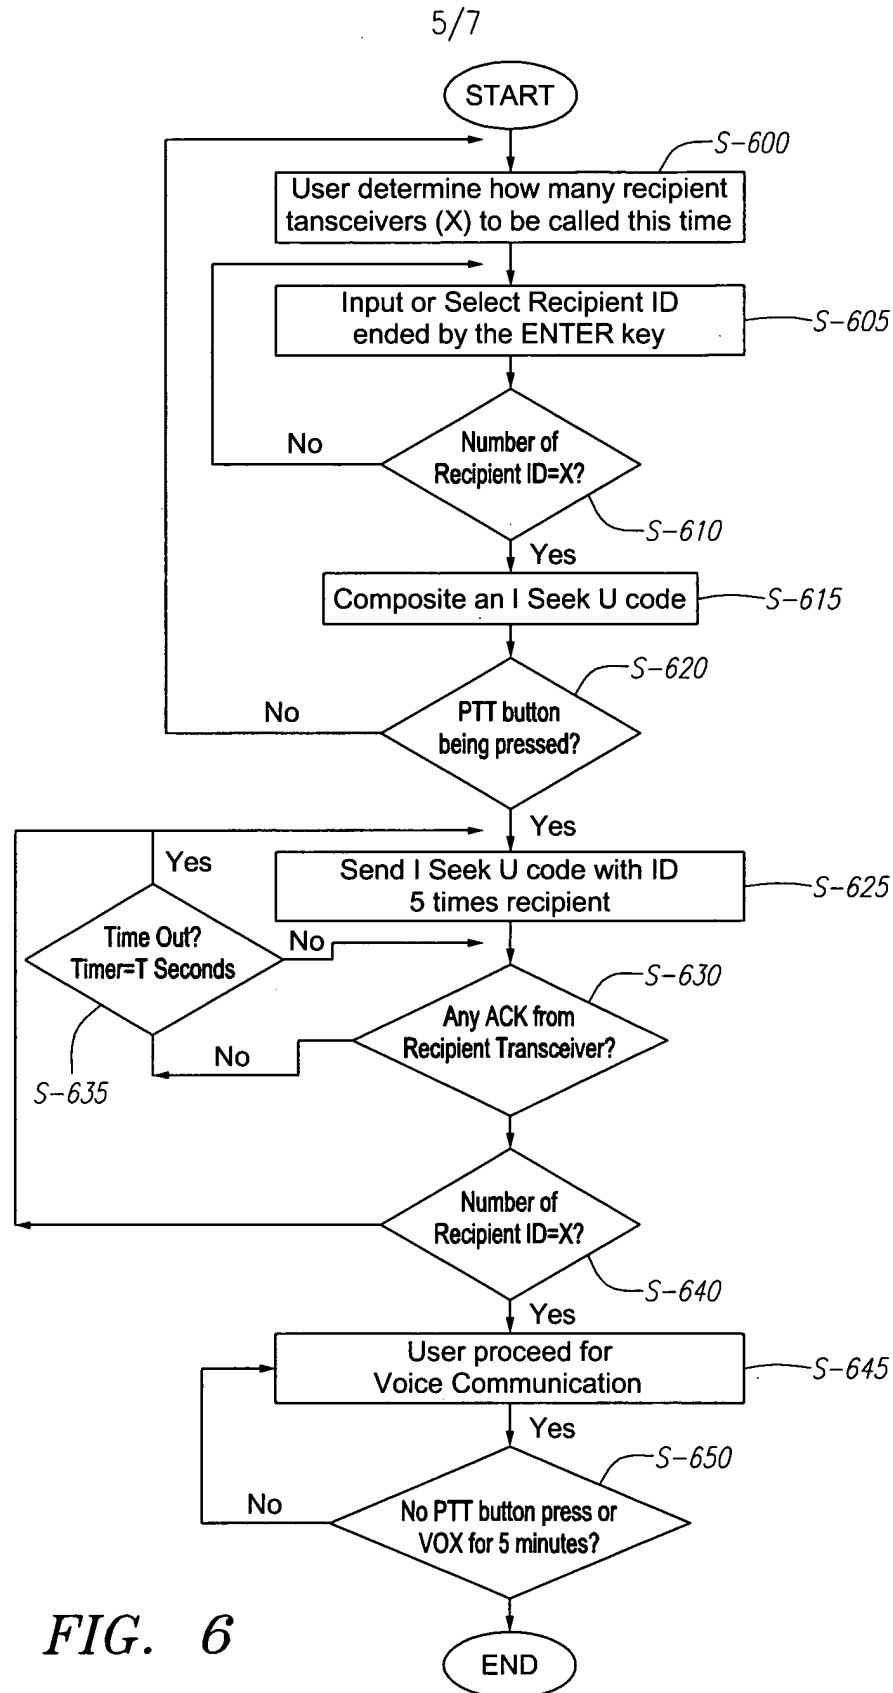 5/7
START
S-600
User determine how many recipient
tansceivers (X) to be called this time
Input or Select Recipient ID
ended by the ENTER key
S-605
No
Number of
Recipient ID=X?
S-610
Yes
Composite an I Seek U code
S-615
S-620
No
PTT button
being pressed?
Yes
Yes
Send I Seek U code with ID
5 times recipient
S-625
Time Out?
Timer=T Seconds
No
S-630
Any ACK from
Recipient Transceiver?
No
S-635
Number of
Recipient ID=X?
S-640
Yes
User proceed for
Voice Communication
S-645
Yes
S-650
No
No PTT button press or
VOX for 5 minutes?
FIG. 6
END